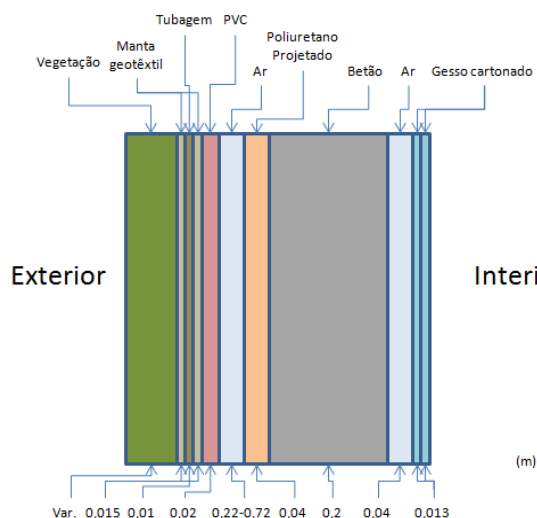 Tubagem PVC
Poliuretano
Projetado
Manta
geotêxtil
Vegetação
Ar
Betão
Ar
Gesso cartonado
Exterior
Interi
(m)
Var. 0.015 0.01 0.02 0.22-0.72 0.04 0.2 0.04 0.013